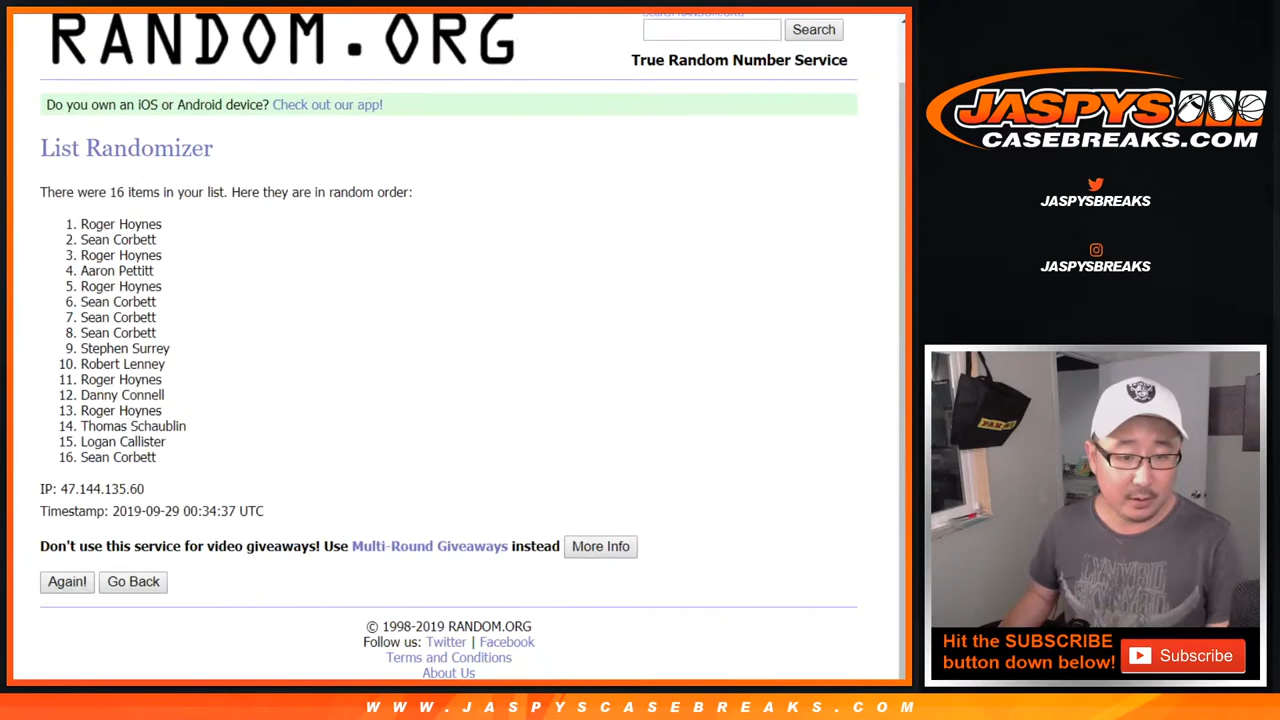 Search RANDOM.ORG
RANDOM.ORG
Search
True Random Number Service
Do you own an iOS or Android device? Check out our app!
List Randomizer
There were 16 items in your list. Here they are in random order:
1. Roger Hoynes
2. Sean Corbett
3. Roger Hoynes
4. Aaron Pettitt
5. Roger Hoynes
6. Sean Corbett
7. Sean Corbett
8. Sean Corbett
9. Stephen Surrey
10. Robert Lenney
11. Roger Hoynes
12. Danny Connell
13. Roger Hoynes
14. Thomas Schaublin
15. Logan Callister
16. Sean Corbett
IP: 47.144.135.60
Timestamp: 2019-09-29 00:34:37 UTC
Don't use this service for video giveaways! Use Multi-Round Giveaways instead More Info
Again! Go Back
© 1998-2019 RANDOM.ORG
Follow us: Twitter | Facebook
Terms and Conditions
About Us
JASPYS
CASEBREAKS.COM
JASPYSBREAKS
JASPYSBREAKS
PANINI
Hit the SUBSCRIBE
button down below!
Subscribe
WWW.JASPYSCASEBREAKS.COM